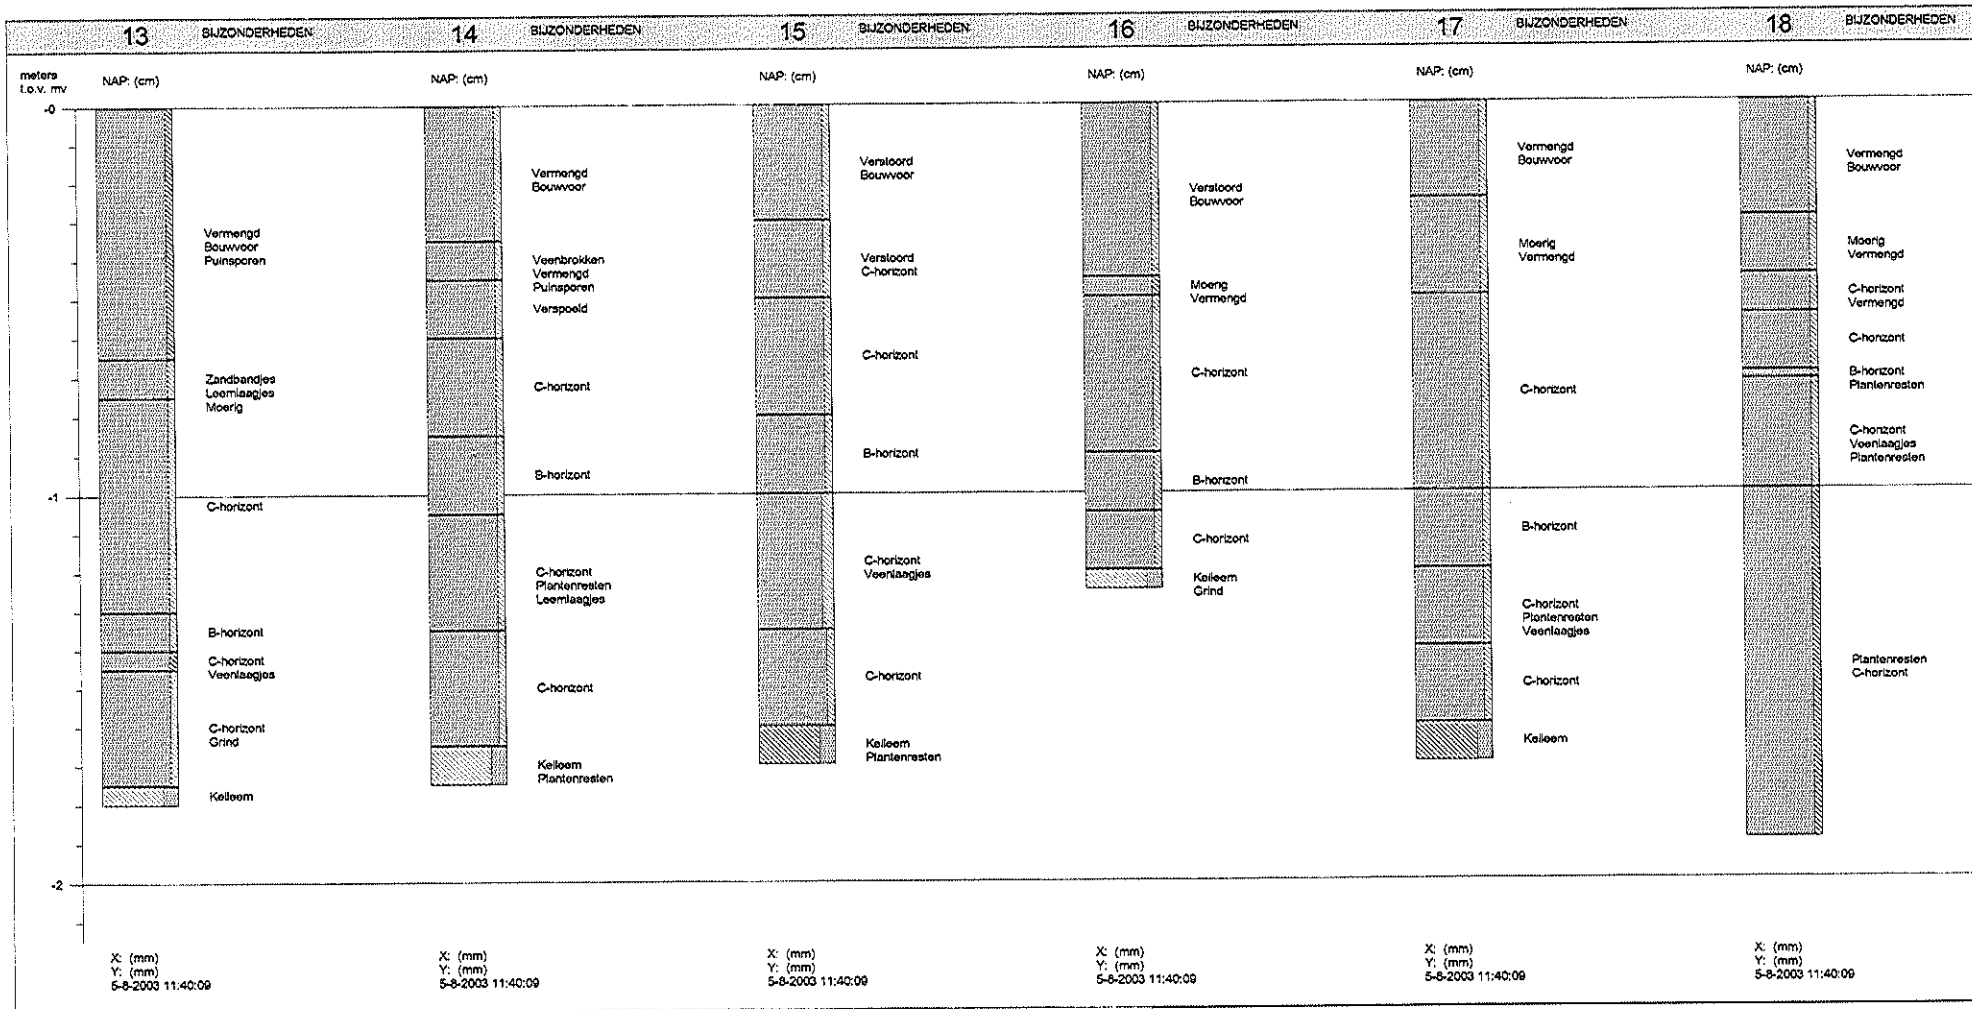 13 BIJZONDERHEDEN 14 BIJZONDERHEDEN 15 BIJZONDERHEDEN 16 BIJZONDERHEDEN 17 BIJZONDERHEDEN 18 BIJZONDERHEDEN
meters
t.o.v. mv
NAP: (cm)
-0
-1
-2
Vermengd
Bouwvoor
Puinsporen
Zandbandjes
Leemlaagjes
Moerig
C-horizont
B-horizont
C-horizont
Veenlaagjes
C-horizont
Grind
Keileem
X: (mm)
Y: (mm)
5-8-2003 11:40:09
NAP: (cm)
Vermengd
Bouwvoor
Veenbrokken
Vermengd
Puinsporen
Verspoeld
C-horizont
B-horizont
C-horizont
Plantenresten
Leemlaagjes
C-horizont
Keileem
Plantenresten
X: (mm)
Y: (mm)
5-8-2003 11:40:09
NAP: (cm)
Verstoord
Bouwvoor
Verstoord
C-horizont
C-horizont
B-horizont
C-horizont
Veenlaagjes
C-horizont
Keileem
Plantenresten
X: (mm)
Y: (mm)
5-8-2003 11:40:09
NAP: (cm)
Verstoord
Bouwvoor
Moerig
Vermengd
C-horizont
B-horizont
C-horizont
Keileem
Grind
X: (mm)
Y: (mm)
5-8-2003 11:40:09
NAP: (cm)
Vermengd
Bouwvoor
Moerig
Vermengd
C-horizont
B-horizont
C-horizont
Plantenresten
Veenlaagjes
C-horizont
Keileem
X: (mm)
Y: (mm)
5-8-2003 11:40:09
NAP: (cm)
Vermengd
Bouwvoor
Moerig
Vermengd
C-horizont
Vermengd
C-horizont
B-horizont
Plantenresten
C-horizont
Veenlaagjes
Plantenresten
Plantenresten
C-horizont
X: (mm)
Y: (mm)
5-8-2003 11:40:09